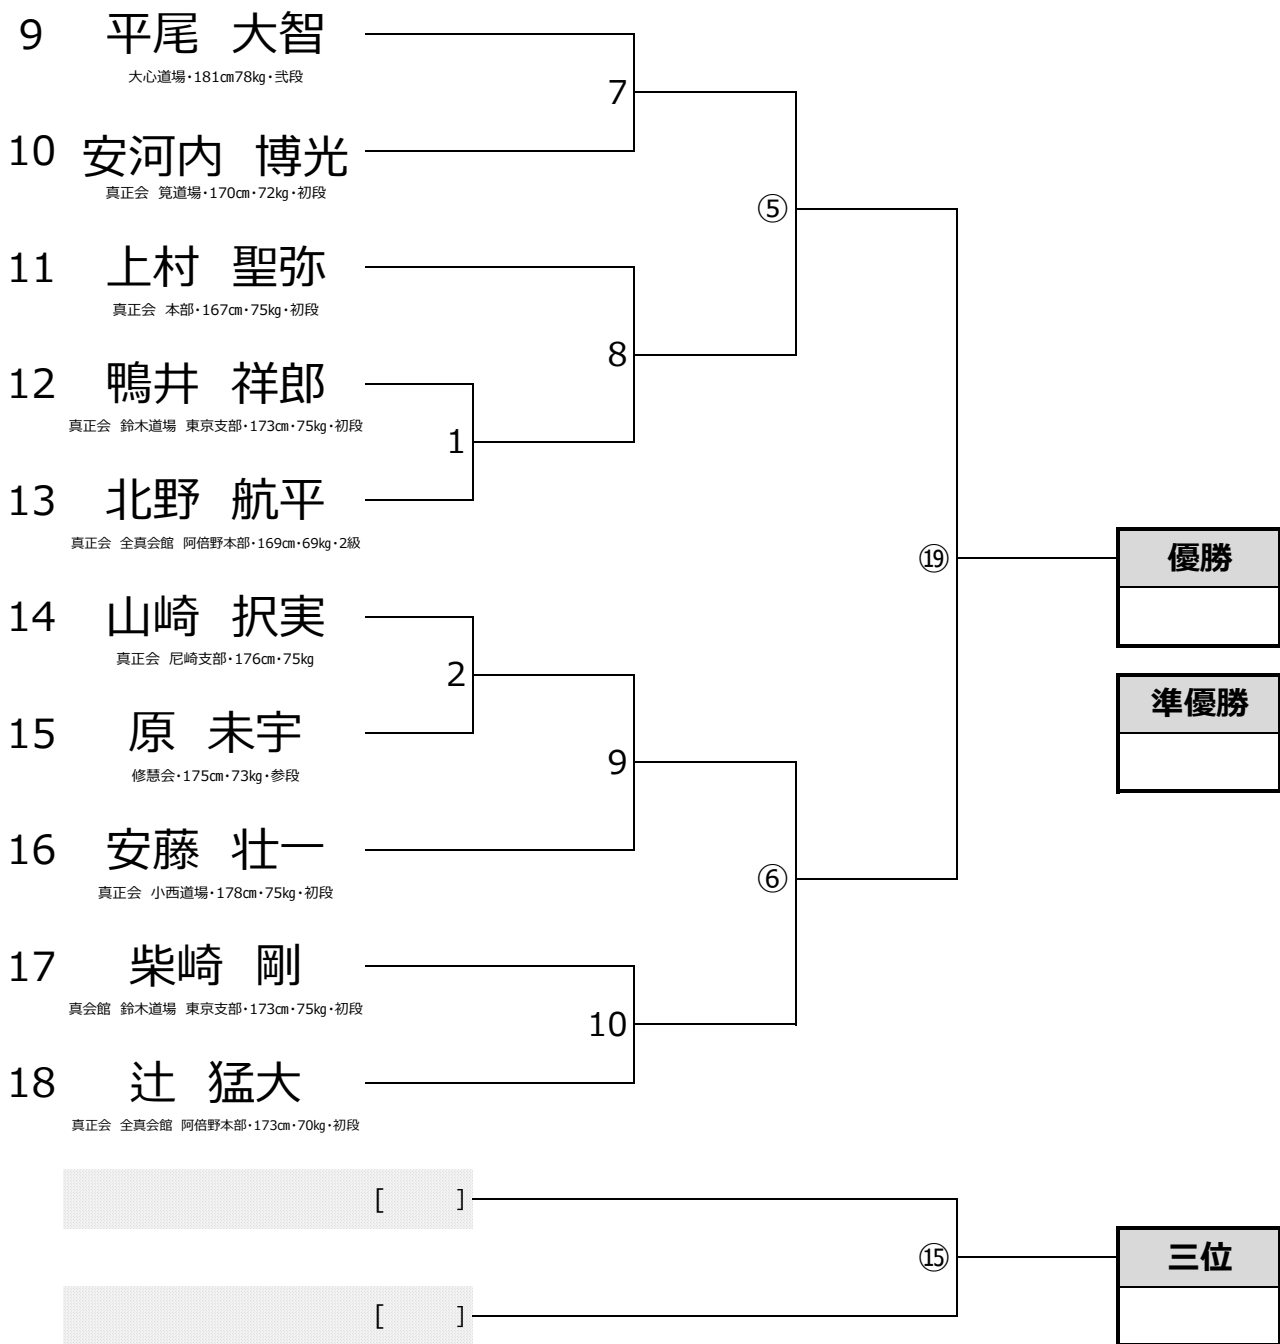 9 平尾 大智
大心道場・181㎝78kg・弐段
7
10 安河内 博光
真正会 筧道場・170㎝・72kg・初段
⑤
11 上村 聖弥
真正会 本部・167㎝・75kg・初段
8
12 鴨井 祥郎
真正会 鈴木道場 東京支部・173㎝・75kg・初段
1
13 北野 航平
真正会 全真会館 阿倍野本部・169㎝・69kg・2級
⑲
優勝
14 山崎 択実
真正会 尼崎支部・176㎝・75kg
2
準優勝
15 原 未宇
修慧会・175㎝・73kg・参段
9
16 安藤 壮一
真正会 小西道場・178㎝・75kg・初段
⑥
17 柴崎 剛
真会館 鈴木道場 東京支部・173㎝・75kg・初段
10
18 辻 猛大
真正会 全真会館 阿倍野本部・173㎝・70kg・初段
[ ]
⑮
三位
[ ]